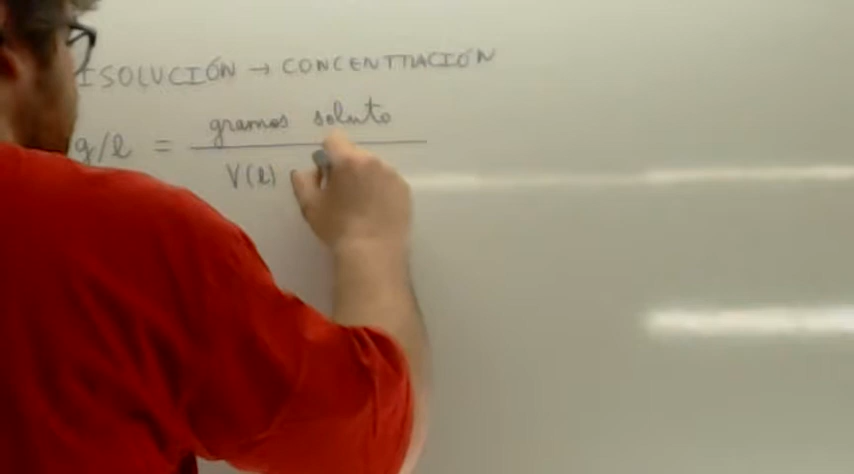 ISOLUCIÓN → CONCENTRACIÓN
g/l = gramos soluto
V(l)